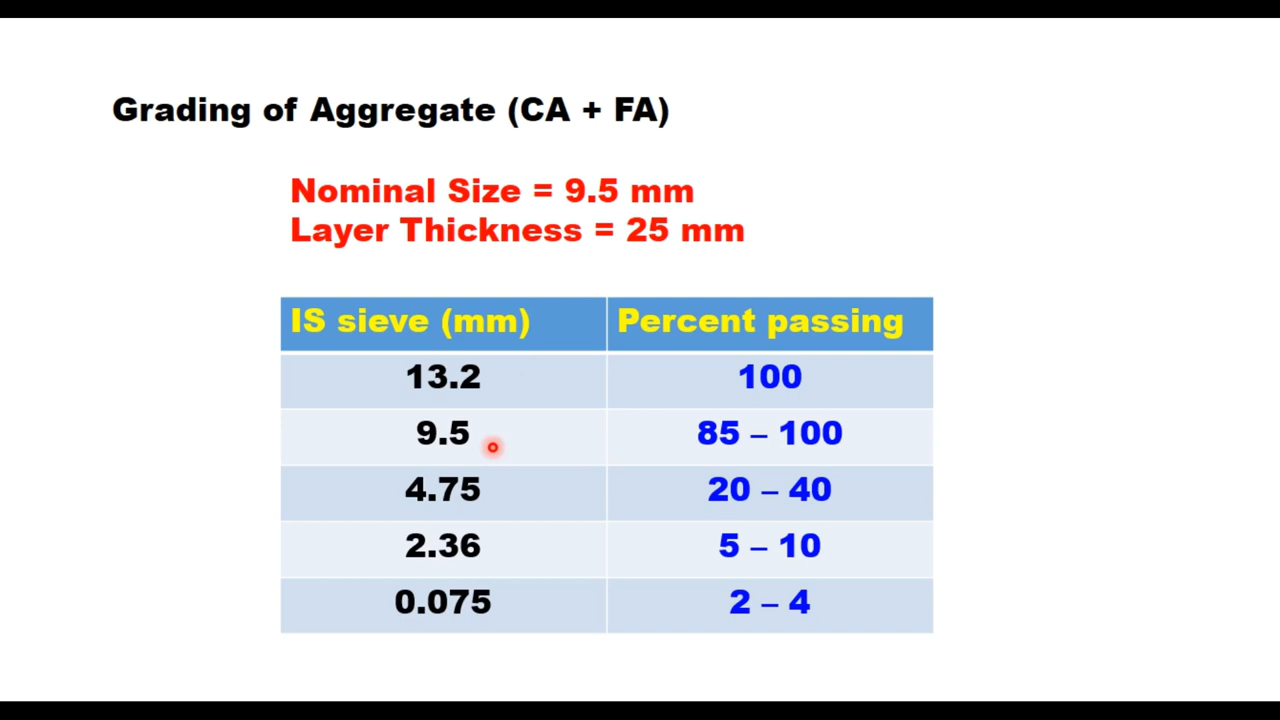 Grading of Aggregate (CA + FA)
Nominal Size = 9.5 mm
Layer Thickness = 25 mm
IS sieve (mm) Percent passing
13.2 100
9.5 85 – 100
4.75 20 – 40
2.36 5 – 10
0.075 2 – 4